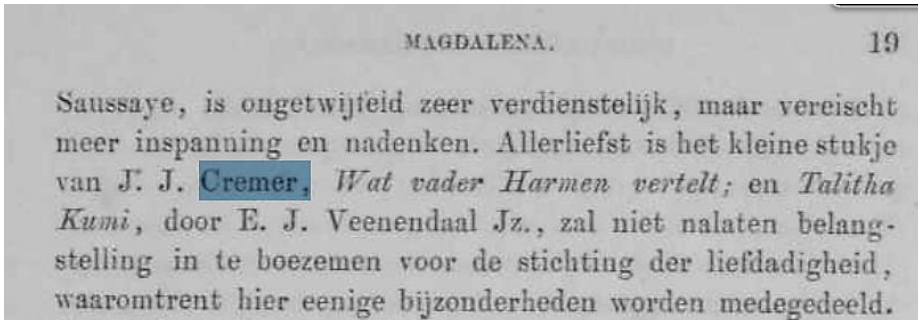 MAGDALENA. 19
Saussaye, is ongetwijfeld zeer verdienstelijk, maar vereischt
meer inspanning en nadenken. Allerliefst is het kleine stukje
van J. J. Cremer, Wat vader Harmen vertelt; en Talitha
Kumi, door E. J. Veenendaal Jz., zal niet nalaten belang-
stelling in te boezemen voor de stichting der liefdadigheid,
waaromtrent hier eenige bijzonderheden worden medegedeeld.